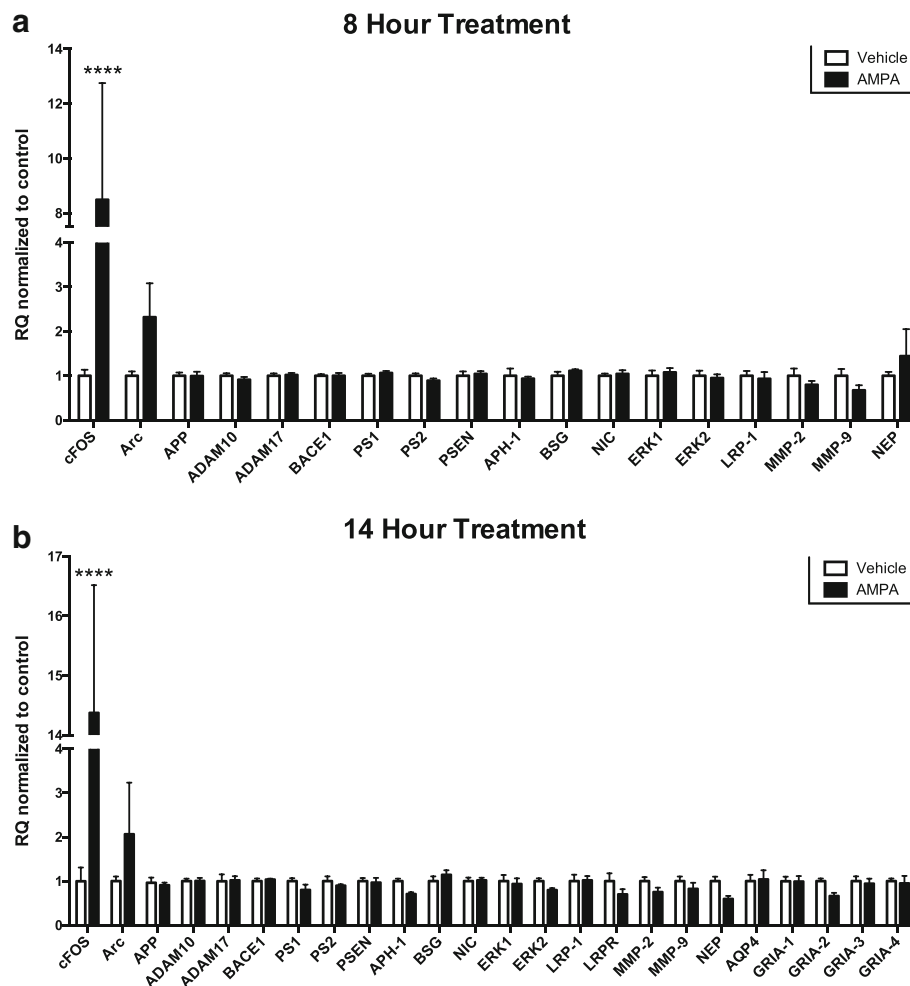 a
8 Hour Treatment
Vehicle
AMPA
RQ normalized to control
14
12
10
8
4
3
2
1
0
****
cFOS
Arc
APP
ADAM10
ADAM17
BACE1
PS1
PS2
PSEN
APH-1
BSG
NIC
ERK1
ERK2
LRP-1
MMP-2
MMP-9
NEP
b
14 Hour Treatment
Vehicle
AMPA
RQ normalized to control
17
16
15
14
4
3
2
1
0
****
cFOS
Arc
APP
ADAM10
ADAM17
BACE1
PS1
PS2
PSEN
APH-1
BSG
NIC
ERK1
ERK2
LRP-1
LRPR
MMP-2
MMP-9
NEP
AQP4
GRIA-1
GRIA-2
GRIA-3
GRIA-4